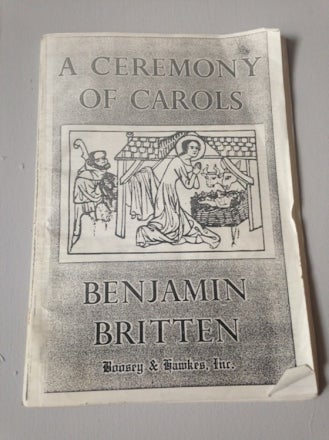 A CEREMONY
OF CAROLS
BENJAMIN
BRITTEN
Boosey & Hawkes, Inc.